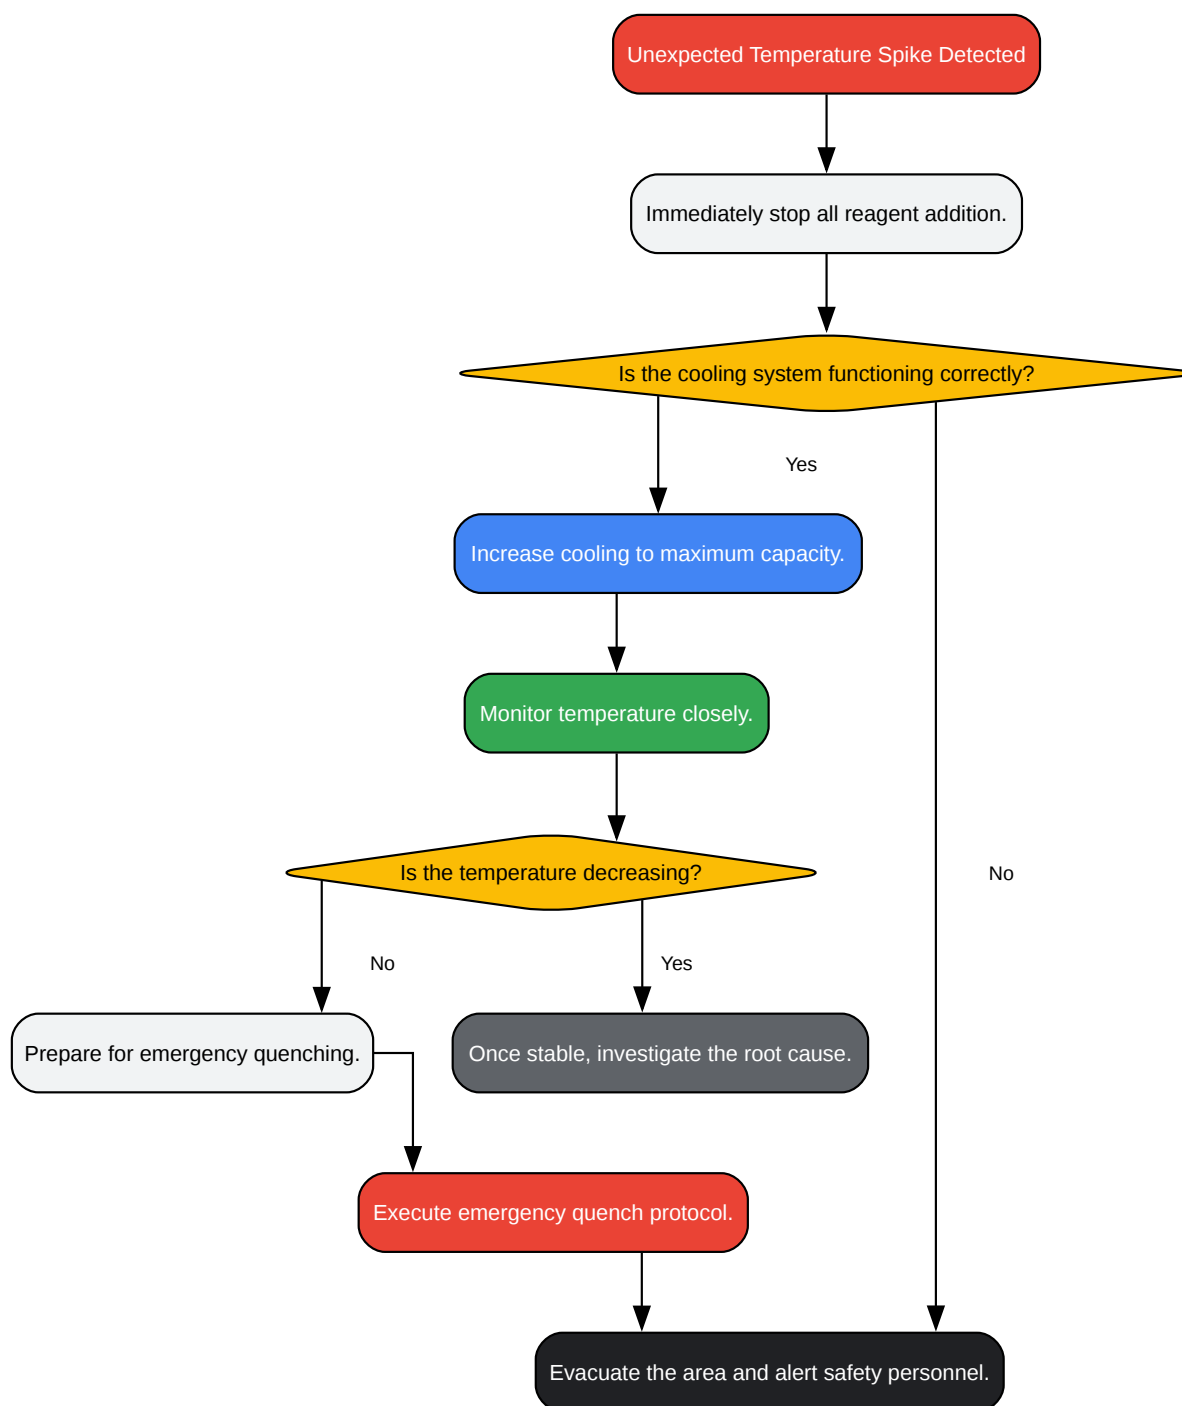 Unexpected Temperature Spike Detected
Immediately stop all reagent addition.
Is the cooling system functioning correctly?
Yes
Increase cooling to maximum capacity.
Monitor temperature closely.
Is the temperature decreasing?
No
No
Yes
Prepare for emergency quenching.
Once stable, investigate the root cause.
Execute emergency quench protocol.
Evacuate the area and alert safety personnel.